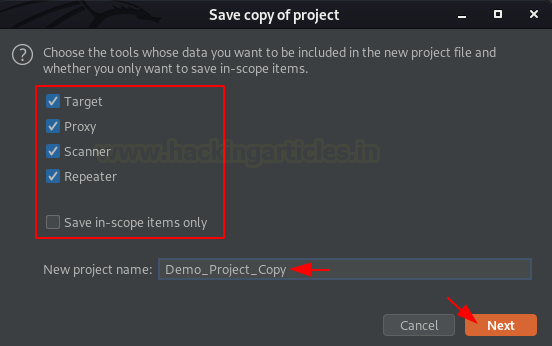 Save copy of project
Choose the tools whose data you want to be included in the new project file and
whether you only want to save in-scope items.
Target
Proxy
www.hackingarticles.in
Scanner
Repeater
Save in-scope items only
New project name: Demo_Project_Copy
Cancel Next